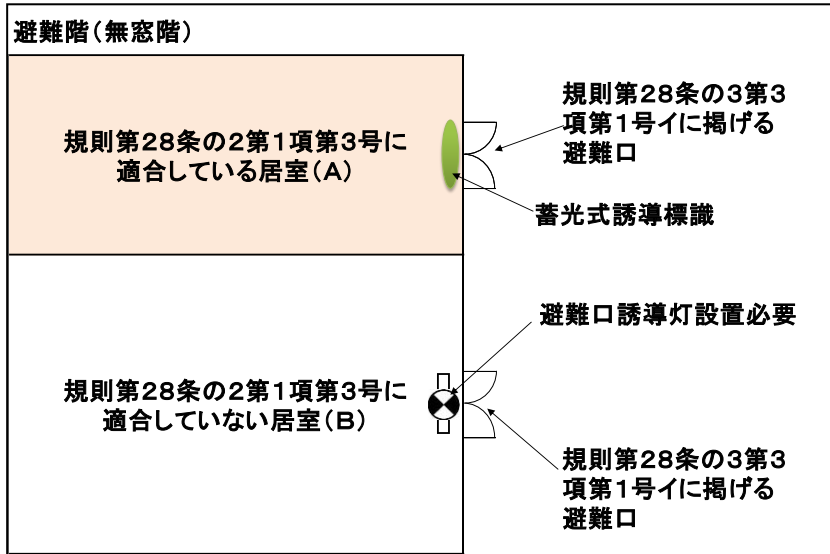 避難階（無窓階）
規則第２８条の２第１項第３号に
適合している居室（Ａ）
規則第２８条の３第３
項第１号イに掲げる
避難口
蓄光式誘導標識
避難口誘導灯設置必要
規則第２８条の２第１項第３号に
適合していない居室（Ｂ）
規則第２８条の３第３
項第１号イに掲げる
避難口